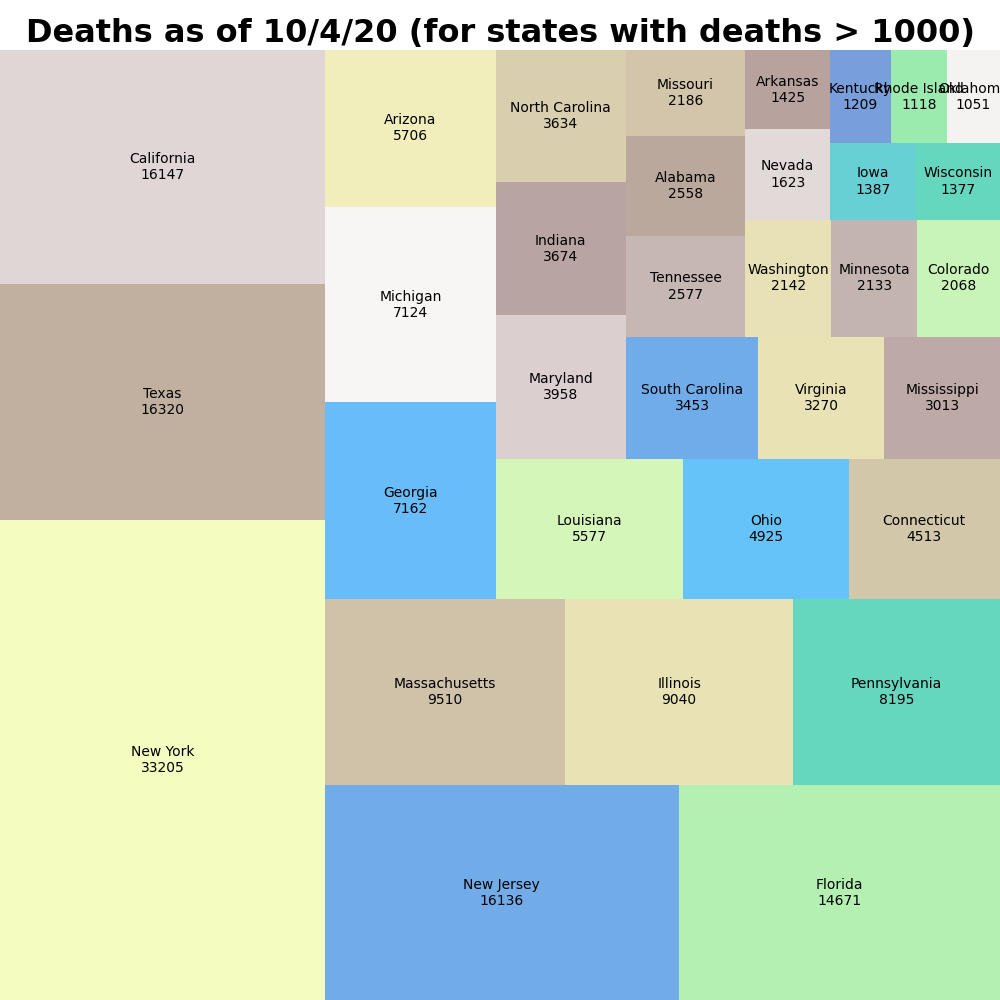 Deaths as of 10/4/20 (for states with deaths > 1000)
California
16147
Texas
16320
New York
33205
Arizona
5706
Michigan
7124
Georgia
7162
North Carolina
3634
Indiana
3674
Maryland
3958
Missouri
2186
Alabama
2558
Tennessee
2577
Arkansas
1425
Nevada
1623
Kentucky
1209
Rhode Island
1118
Oklahom
1051
Iowa
1387
Wisconsin
1377
Washington
2142
Minnesota
2133
Colorado
2068
South Carolina
3453
Virginia
3270
Mississippi
3013
Louisiana
5577
Ohio
4925
Connecticut
4513
Massachusetts
9510
Illinois
9040
Pennsylvania
8195
New Jersey
16136
Florida
14671